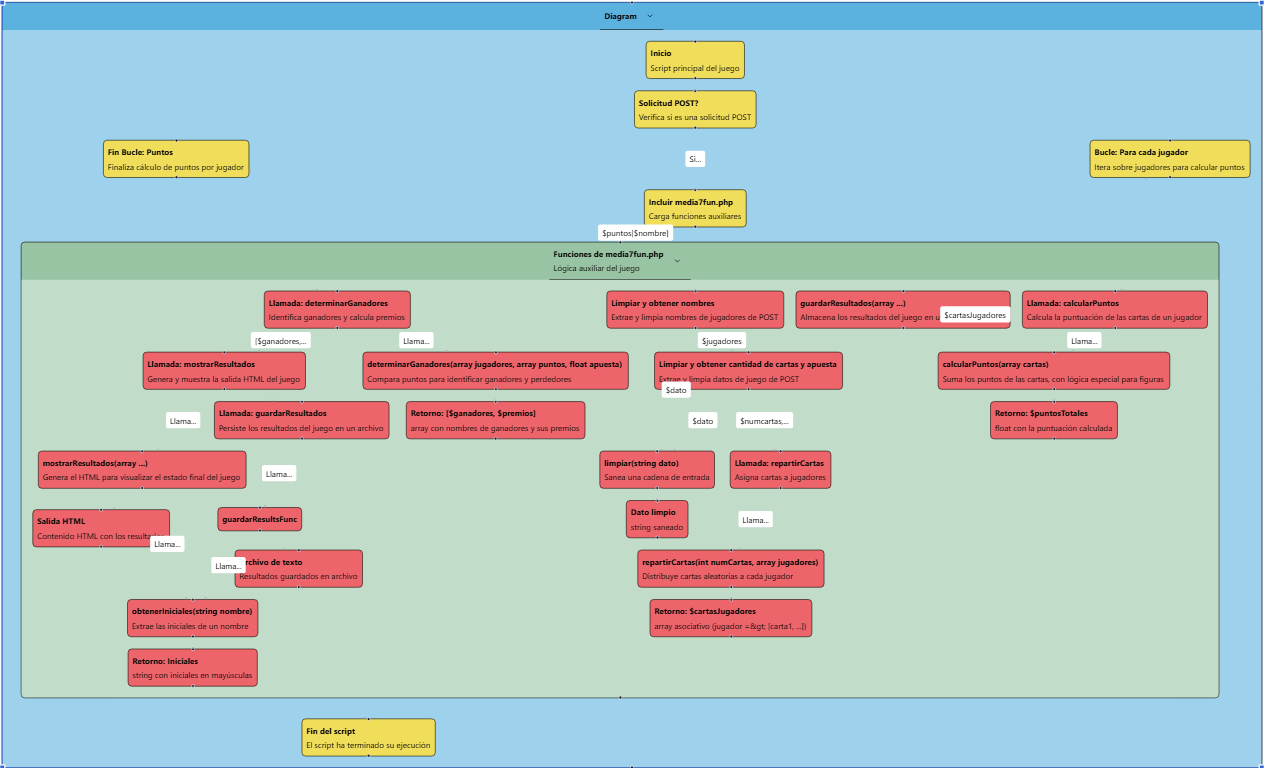 Diagram
Inicio
Script principal del juego
Solicitud POST?
Verifica si es una solicitud POST
Fin Bucle: Puntos
Finaliza cálculo de puntos por jugador
Sí...
Bucle: Para cada jugador
Itera sobre jugadores para calcular puntos
Incluir media7fun.php
Carga funciones auxiliares
$puntos[$nombre]
Funciones de media7fun.php
Lógica auxiliar del juego
Llamada: determinarGanadores
Identifica ganadores y calcula premios
Limpiar y obtener nombres
Extrae y limpia nombres de jugadores de POST
guardarResultados(array ...)
Almacena los resultados del juego en u
$cartasJugadores
Llamada: calcularPuntos
Calcula la puntuación de las cartas de un jugador
[$ganadores,...
Llama...
$jugadores
Llama...
Llamada: mostrarResultados
Genera y muestra la salida HTML del juego
determinarGanadores(array jugadores, array puntos, float apuesta)
Compara puntos para identificar ganadores y perdedores
Limpiar y obtener cantidad de cartas y apuesta
Extrae y limpia datos de juego de POST
calcularPuntos(array cartas)
Suma los puntos de las cartas, con lógica especial para figuras
$dato
Llama...
Llamada: guardarResultados
Persiste los resultados del juego en un archivo
Retorno: [$ganadores, $premios]
array con nombres de ganadores y sus premios
$dato
$numcartas,...
Retorno: $puntosTotales
float con la puntuación calculada
mostrarResultados(array ...)
Genera el HTML para visualizar el estado final del juego
Llama...
limpiar(string dato)
Sanea una cadena de entrada
Llamada: repartirCartas
Asigna cartas a jugadores
Salida HTML
Contenido HTML con los resulta
Llama...
guardarResultsFunc
Dato limpio
string saneado
Llama...
Llama...
rchivo de texto
Resultados guardados en archivo
repartirCartas(int numCartas, array jugadores)
Distribuye cartas aleatorias a cada jugador
obtenerIniciales(string nombre)
Extrae las iniciales de un nombre
Retorno: $cartasJugadores
array asociativo (jugador =&gt; [carta1, ...])
Retorno: Iniciales
string con iniciales en mayúsculas
Fin del script
El script ha terminado su ejecución